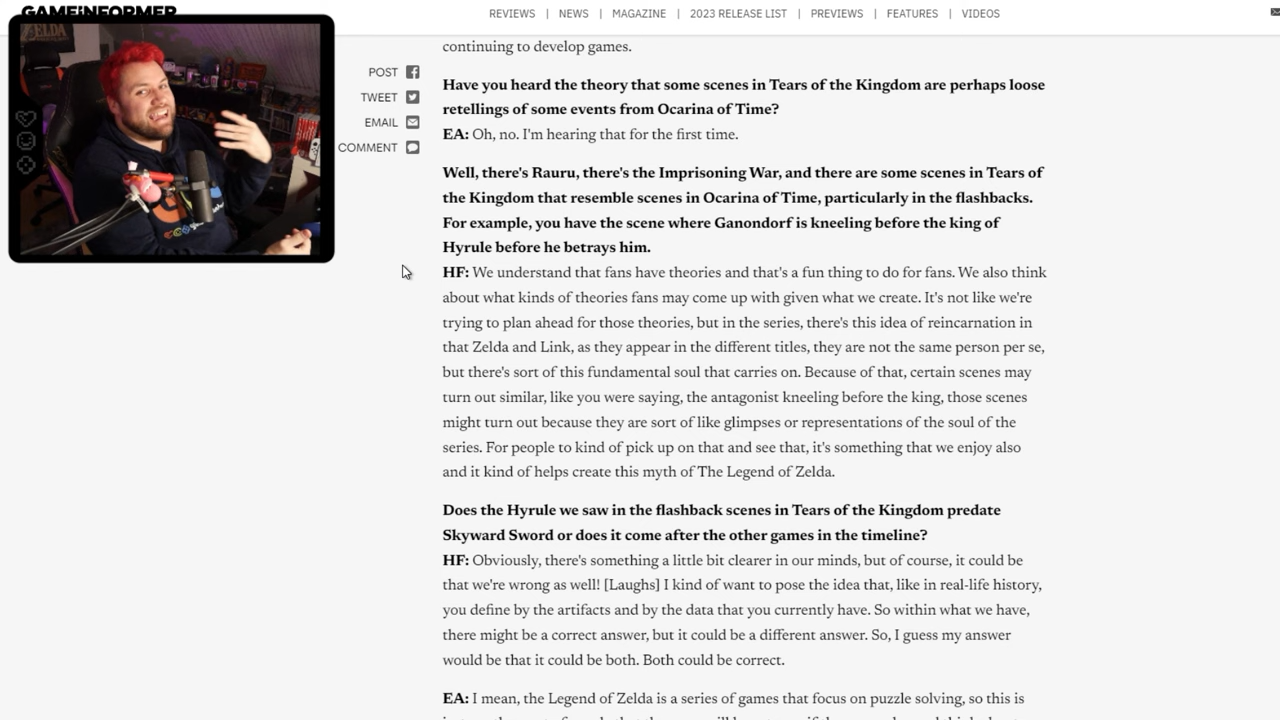 GAMEINFORMER
REVIEWS | NEWS | MAGAZINE | 2023 RELEASE LIST | PREVIEWS | FEATURES | VIDEOS
ZELDA
POST
TWEET
EMAIL
COMMENT
continuing to develop games.
Have you heard the theory that some scenes in Tears of the Kingdom are perhaps loose
retellings of some events from Ocarina of Time?
EA: Oh, no. I'm hearing that for the first time.
Well, there's Rauru, there's the Imprisoning War, and there are some scenes in Tears of
the Kingdom that resemble scenes in Ocarina of Time, particularly in the flashbacks.
For example, you have the scene where Ganondorf is kneeling before the king of
Hyrule before he betrays him.
HF: We understand that fans have theories and that's a fun thing to do for fans. We also think
about what kinds of theories fans may come up with given what we create. It's not like we're
trying to plan ahead for those theories, but in the series, there's this idea of reincarnation in
that Zelda and Link, as they appear in the different titles, they are not the same person per se,
but there's sort of this fundamental soul that carries on. Because of that, certain scenes may
turn out similar, like you were saying, the antagonist kneeling before the king, those scenes
might turn out because they are sort of like glimpses or representations of the soul of the
series. For people to kind of pick up on that and see that, it's something that we enjoy also
and it kind of helps create this myth of The Legend of Zelda.
Does the Hyrule we saw in the flashback scenes in Tears of the Kingdom predate
Skyward Sword or does it come after the other games in the timeline?
HF: Obviously, there's something a little bit clearer in our minds, but of course, it could be
that we're wrong as well! [Laughs] I kind of want to pose the idea that, like in real-life history,
you define by the artifacts and by the data that you currently have. So within what we have,
there might be a correct answer, but it could be a different answer. So, I guess my answer
would be that it could be both. Both could be correct.
EA: I mean, the Legend of Zelda is a series of games that focus on puzzle solving, so this is